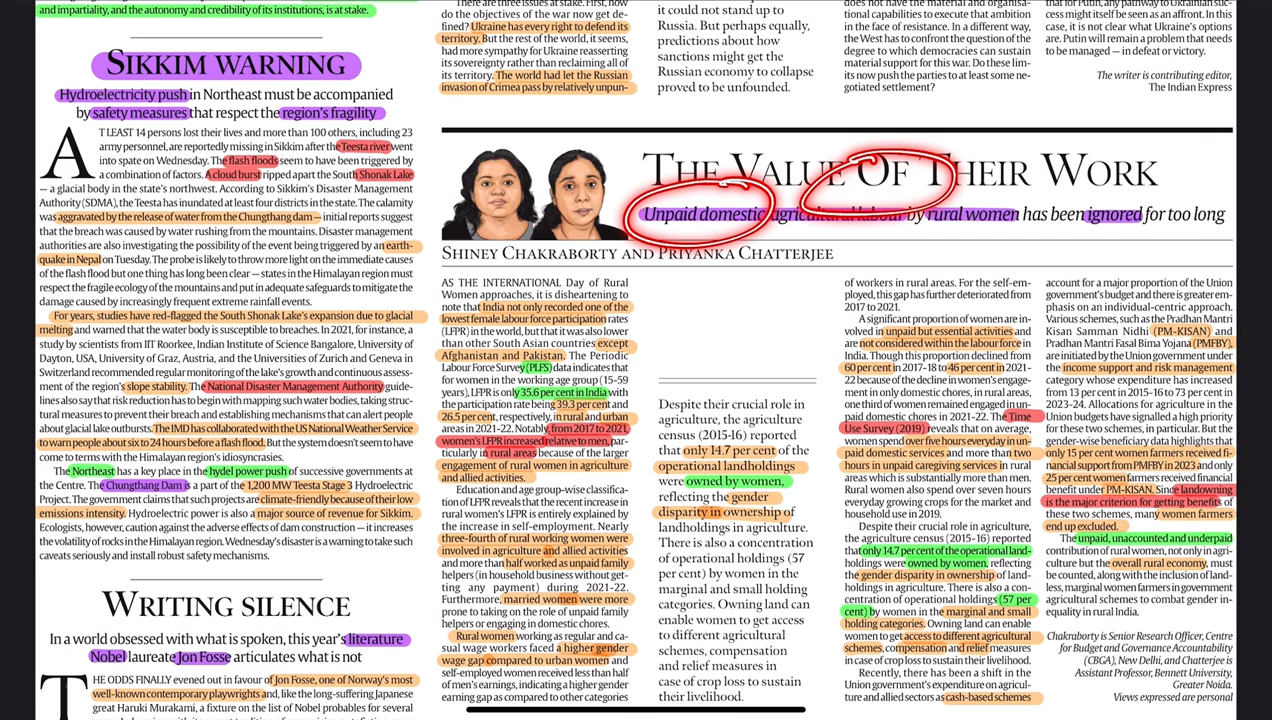 and impartiality, and the autonomy and credibility of its institutions, is at stake.
SIKKIM WARNING
Hydroelectricity push in Northeast must be accompanied
by safety measures that respect the region's fragility
AT LEAST 14 persons lost their lives and more than 100 others, including 23
army personnel, are reportedly missing in Sikkim after the Teesta river went
into spate on Wednesday. The flash floods seem to have been triggered by
a combination of factors. A cloud burst ripped apart the South Shonak Lake
— a glacial body in the state's northwest. According to Sikkim's Disaster Management
Authority (SDMA), the Teesta has inundated at least four districts in the state. The calamity
was aggravated by the release of water from the Chungthang dam — initial reports suggest
that the breach was caused by water rushing from the mountains. Disaster management
authorities are also investigating the possibility of the event being triggered by an earth-
quake in Nepal on Tuesday. The probe is likely to throw more light on the immediate causes
of the flash flood but one thing has long been clear — states in the Himalayan region must
respect the fragile ecology of the mountains and put in adequate safeguards to mitigate the
damage caused by increasingly frequent extreme rainfall events.
For years, studies have red-flagged the South Shonak Lake's expansion due to glacial
melting and warned that the water body is susceptible to breaches. In 2021, for instance, a
study by scientists from IIT Roorkee, Indian Institute of Science Bangalore, University of
Dayton, USA, University of Graz, Austria, and the Universities of Zurich and Geneva in
Switzerland recommended regular monitoring of the lake's growth and continuous assess-
ment of the region's slope stability. The National Disaster Management Authority guide-
lines also say that risk reduction has to begin with mapping such water bodies, taking struc-
tural measures to prevent their breach and establishing mechanisms that can alert people
about glacial lake outbursts. The IMD has collaborated with the US National Weather Service
to warn people about six to 24 hours before a flash flood. But the system doesn't seem to have
come to terms with the Himalayan region's idiosyncrasies.
The Northeast has a key place in the hydel power push of successive governments at
the Centre. The Chungthang Dam is a part of the 1,200 MW Teesta Stage 3 Hydroelectric
Project. The government claims that such projects are climate-friendly because of their low
emissions intensity. Hydroelectric power is also a major source of revenue for Sikkim.
Ecologists, however, caution against the adverse effects of dam construction — it increases
the volatility of rocks in the Himalayan region. Wednesday's disaster is a warning to take such
caveats seriously and install robust safety mechanisms.
WRITING SILENCE
In a world obsessed with what is spoken, this year's literature
Nobel laureate Jon Fosse articulates what is not
THE ODDS FINALLY evened out in favour of Jon Fosse, one of Norway's most
well-known contemporary playwrights and, like the long-suffering Japanese
great Haruki Murakami, a fixture on the list of Nobel probables for several
There are three issues at stake. First, how
do the objectives of the war now get de-
fined? Ukraine has every right to defend its
territory. But the rest of the world, it seems,
had more sympathy for Ukraine reasserting
its sovereignty rather than reclaiming all of
its territory. The world had let the Russian
invasion of Crimea pass by relatively unpun-
it could not stand up to
Russia. But perhaps equally,
predictions about how
sanctions might get the
Russian economy to collapse
proved to be unfounded.
does not have the material and organisa-
tional capabilities to execute that ambition
in the face of resistance. In a different way,
the West has to confront the question of the
degree to which democracies can sustain
material support for this war. Do these lim-
its now push the parties to at least some ne-
gotiated settlement?
that for Putin, any pathway to Ukrainian suc-
cess might itself be seen as an affront. In this
case, it is not clear what Ukraine's options
are. Putin will remain a problem that needs
to be managed — in defeat or victory.
The writer is contributing editor,
The Indian Express
THE VALUE OF THEIR WORK
Unpaid domestic agricultural labour by rural women has been ignored for too long
SHINEY CHAKRABORTY AND PRIYANKA CHATTERJEE
AS THE INTERNATIONAL Day of Rural
Women approaches, it is disheartening to
note that India not only recorded one of the
lowest female labour force participation rates
(LFPR) in the world, but that it was also lower
than other South Asian countries except
Afghanistan and Pakistan. The Periodic
Labour Force Survey (PLFS) data indicates that
for women in the working age group (15-59
years), LFPR is only 35.6 per cent in India with
the participation rate being 39.3 per cent and
26.5 per cent, respectively, in rural and urban
areas in 2021-22. Notably, from 2017 to 2021,
women's LFPR increased relative to men, par-
ticularly in rural areas because of the larger
engagement of rural women in agriculture
and allied activities.
Education and age group-wise classifica-
tion of LFPR reveals that the recent increase in
rural women's LFPR is entirely explained by
the increase in self-employment. Nearly
three-fourth of rural working women were
involved in agriculture and allied activities
and more than half worked as unpaid family
helpers (in household business without get-
ting any payment) during 2021-22.
Furthermore, married women were more
prone to taking on the role of unpaid family
helpers or engaging in domestic chores.
Rural women working as regular and ca-
sual wage workers faced a higher gender
wage gap compared to urban women and
self-employed women received less than half
of men's earnings, indicating a higher gender
earning gap as compared to other categories
Despite their crucial role in
agriculture, the agriculture
census (2015-16) reported
that only 14.7 per cent of the
operational landholdings
were owned by women,
reflecting the gender
disparity in ownership of
landholdings in agriculture.
There is also a concentration
of operational holdings (57
per cent) by women in the
marginal and small holding
categories. Owning land can
enable women to get access
to different agricultural
schemes, compensation
and relief measures in
case of crop loss to sustain
their livelihood.
of workers in rural areas. For the self-em-
ployed, this gap has further deteriorated from
2017 to 2021.
A significant proportion of women are in-
volved in unpaid but essential activities and
are not considered within the labour force in
India. Though this proportion declined from
60 per cent in 2017-18 to 46 per cent in 2021-
22 because of the decline in women's engage-
ment in only domestic chores, in rural areas,
one third of women remained engaged in un-
paid domestic chores in 2021-22. The Time
Use Survey (2019) reveals that on average,
women spend over five hours everyday in un-
paid domestic services and more than two
hours in unpaid caregiving services in rural
areas which is substantially more than men.
Rural women also spend over seven hours
everyday growing crops for the market and
household use in 2019.
Despite their crucial role in agriculture,
the agriculture census (2015-16) reported
that only 14.7 per cent of the operational land-
holdings were owned by women, reflecting
the gender disparity in ownership of land-
holdings in agriculture. There is also a con-
centration of operational holdings (57 per
cent) by women in the marginal and small
holding categories. Owning land can enable
women to get access to different agricultural
schemes, compensation and relief measures
in case of crop loss to sustain their livelihood.
Recently, there has been a shift in the
Union government's expenditure on agricul-
ture and allied sectors as cash-based schemes
account for a major proportion of the Union
government's budget and there is greater em-
phasis on an individual-centric approach.
Various schemes, such as the Pradhan Mantri
Kisan Samman Nidhi (PM-KISAN) and
Pradhan Mantri Fasal Bima Yojana (PMFBY),
are initiated by the Union government under
the income support and risk management
category whose expenditure has increased
from 13 per cent in 2015-16 to 73 per cent in
2023-24. Allocations for agriculture in the
Union budgets have signalled a high priority
for these two schemes, in particular. But the
gender-wise beneficiary data highlights that
only 15 per cent women farmers received fi-
nancial support from PMFBY in 2023 and only
25 per cent women farmers received financial
benefit under PM-KISAN. Since landowning
is the major criterion for getting benefits of
these two schemes, many women farmers
end up excluded.
The unpaid, unaccounted and underpaid
contribution of rural women, not only in agri-
culture but the overall rural economy, must
be counted, along with the inclusion of land-
less, marginal women farmers in government
agricultural schemes to combat gender in-
equality in rural India.
Chakraborty is Senior Research Officer, Centre
for Budget and Governance Accountability
(CBGA), New Delhi, and Chatterjee is
Assistant Professor, Bennett University,
Greater Noida.
Views expressed are personal